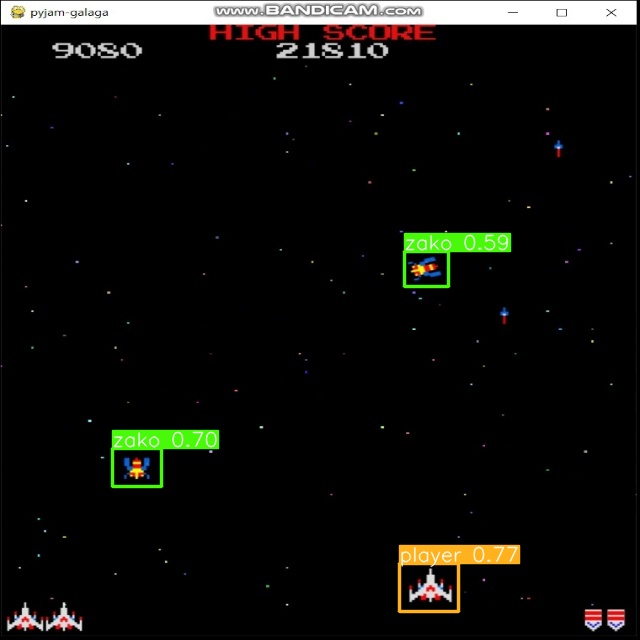 pyjam-galaga
www.BANDICAM.com
HIGH SCORE
9080 21810
zako 0.59
zako 0.70
player 0.77